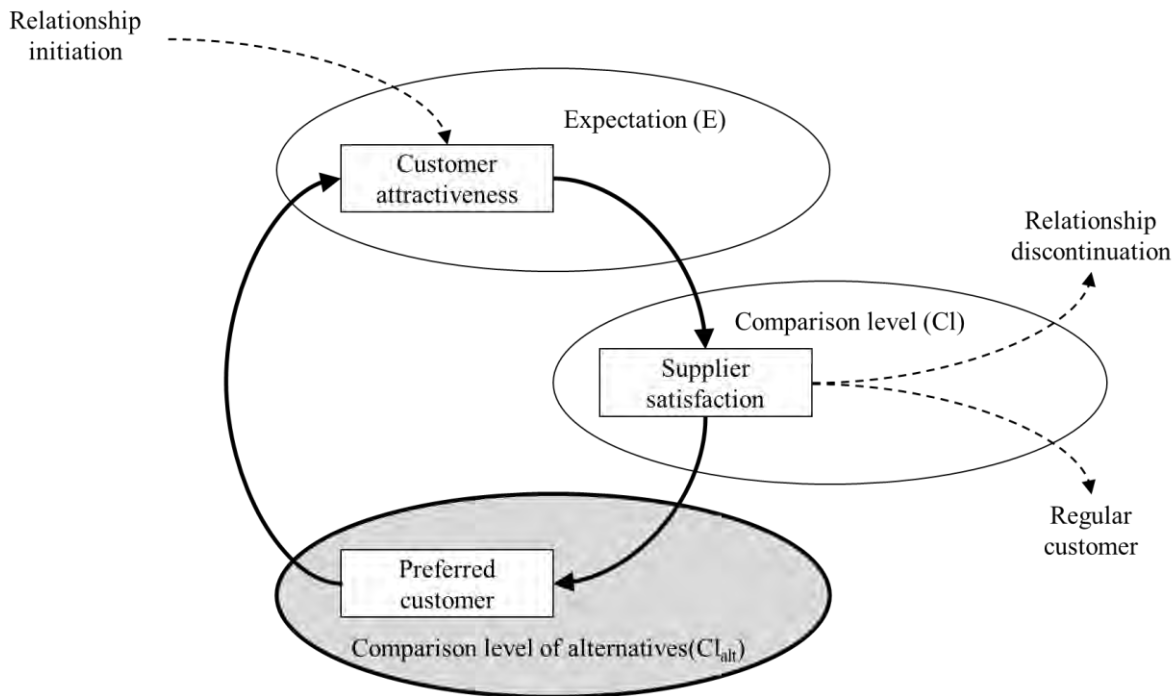 Relationship
initiation
Expectation (E)
Customer
attractiveness
Relationship
discontinuation
Comparison level (Cl)
Supplier
satisfaction
Regular
customer
Preferred
customer
Comparison level of alternatives(Cl_alt)